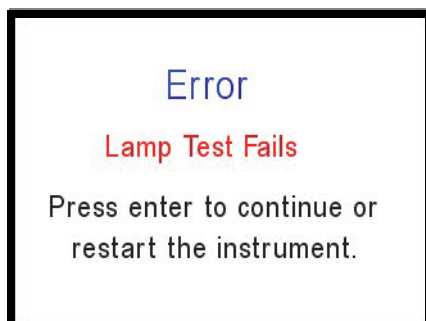 Error
Lamp Test Fails
Press enter to continue or
restart the instrument.